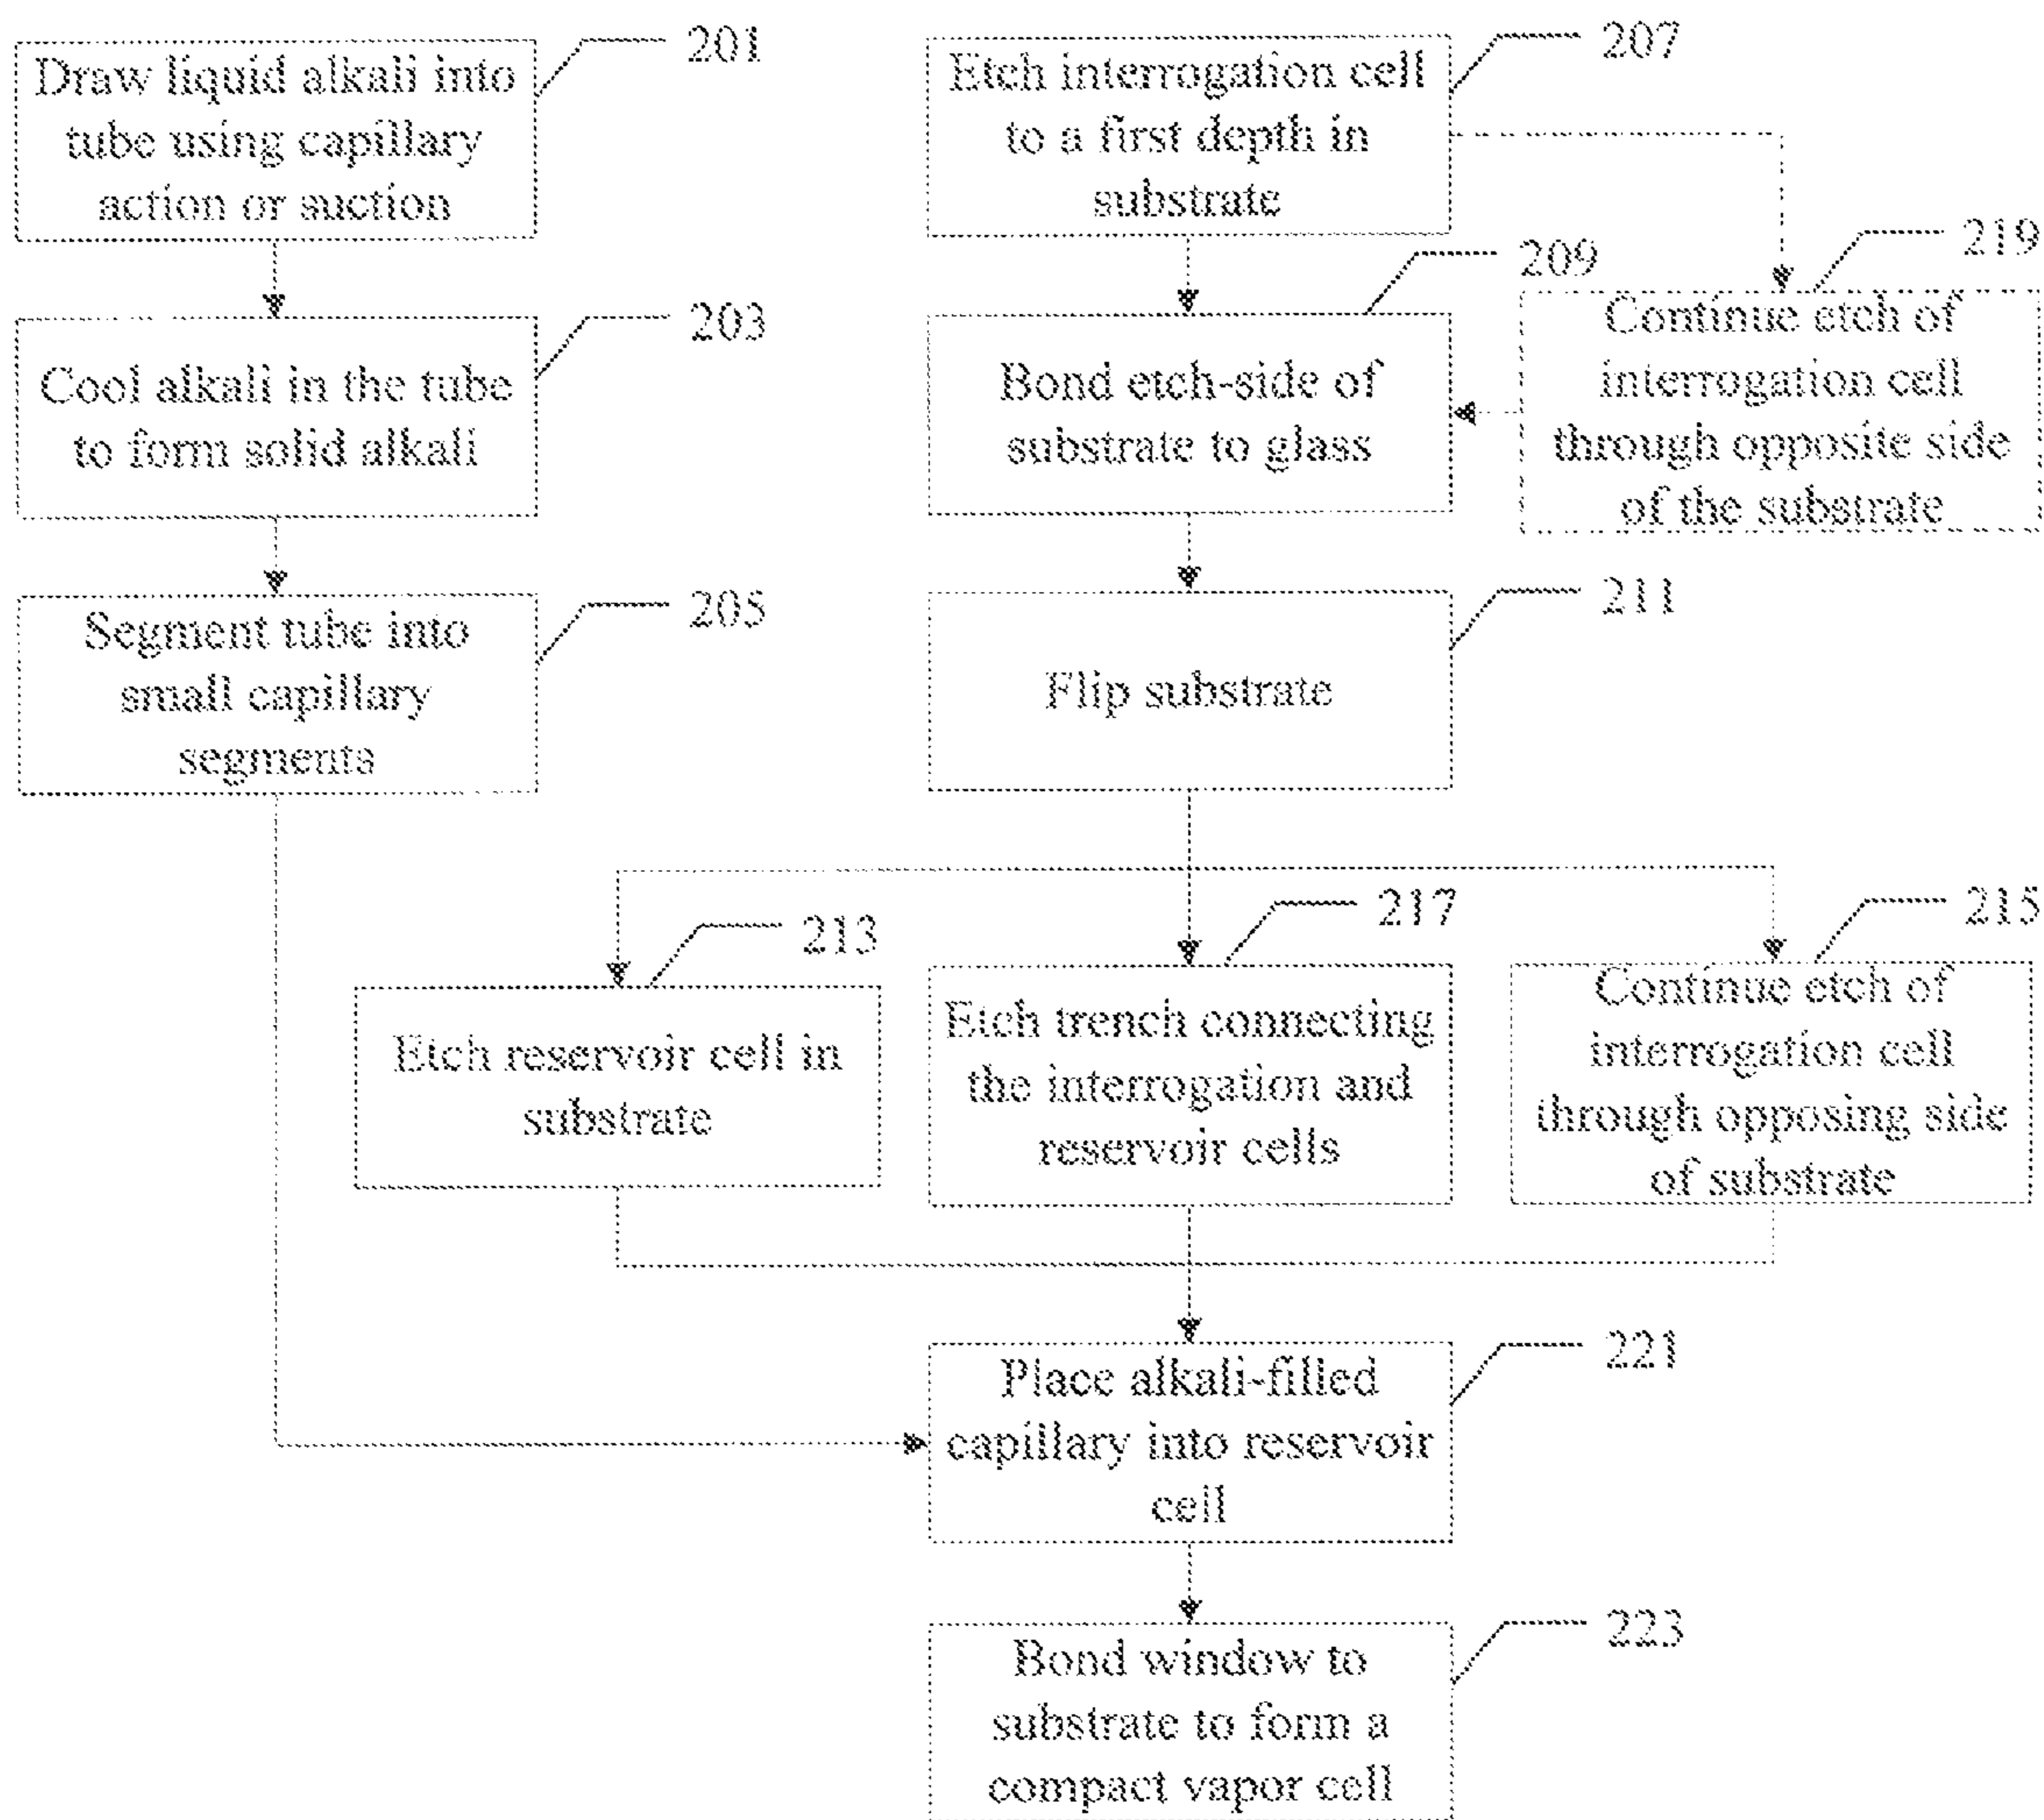 Draw liquid alkali into
tube using capillary
action or suction
201
Cool alkali in the tube
to form solid alkali
203
Segment tube into
small capillary
segments
205
Etch interrogation cell
to a first depth in
substrate
207
Bond etch-side of
substrate to glass
209
Continue etch of
interrogation cell
through opposite side
of the substrate
219
Flip substrate
211
Etch reservoir cell in
substrate
213
Etch trench connecting
the interrogation and
reservoir cells
217
Continue etch of
interrogation cell
through opposing side
of substrate
215
Place alkali-filled
capillary into reservoir
cell
221
Bond window to
substrate to form a
compact vapor cell
223